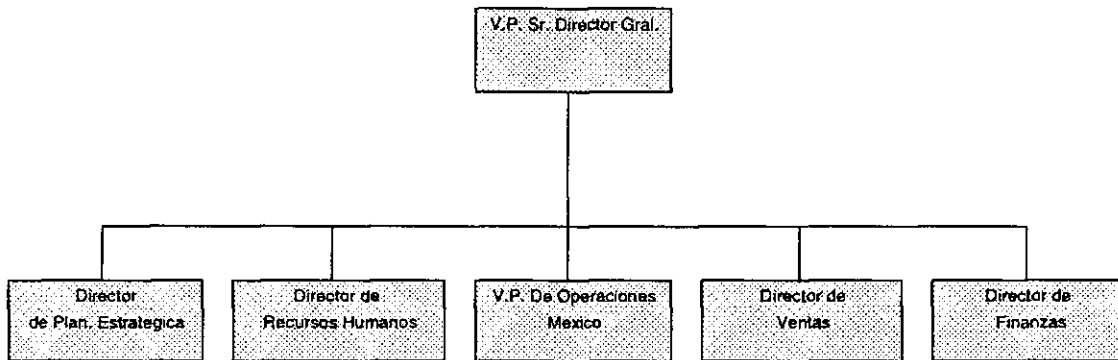 V.P. Sr. Director Gral.
Director
de Plan. Estrategica
Director de
Recursos Humanos
V.P. De Operaciones
Mexico
Director de
Ventas
Director de
Finanzas